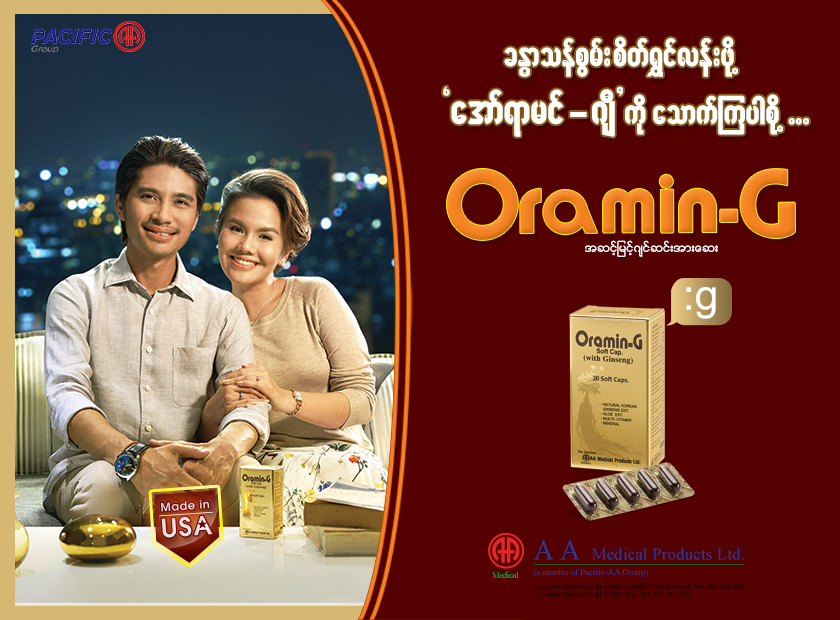 PACIFIC AA
Group
ခန္ဓာသန်စွမ်းစိတ်ရွှင်လန်းဖို့
‘အော်ရာမင် – ဂျီ’ ကို သောက်ကြပါစို့ ...
Oramin-G
အဆင့်မြင့်ဂျင်ဆင်းအားဆေး
:g
Oramin-G
Soft Cap.
(with Ginseng)
30 Soft Caps.
• NATURAL KOREAN
GINSENG EXT.
• ALOE EXT.
• MULTI-VITAMIN
• MINERAL
AA Medical Products Ltd.
Oramin-G
Made in
USA
AA
Medical
A A Medical Products Ltd.
(a member of Pacific-AA Group)